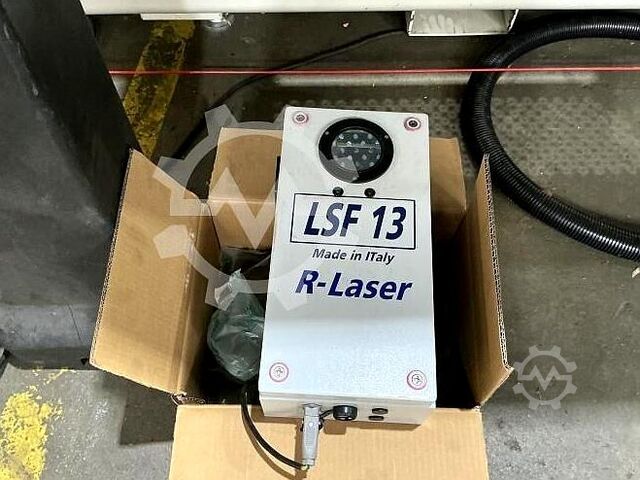 LSF 13
Made in ITaly
R-Laser